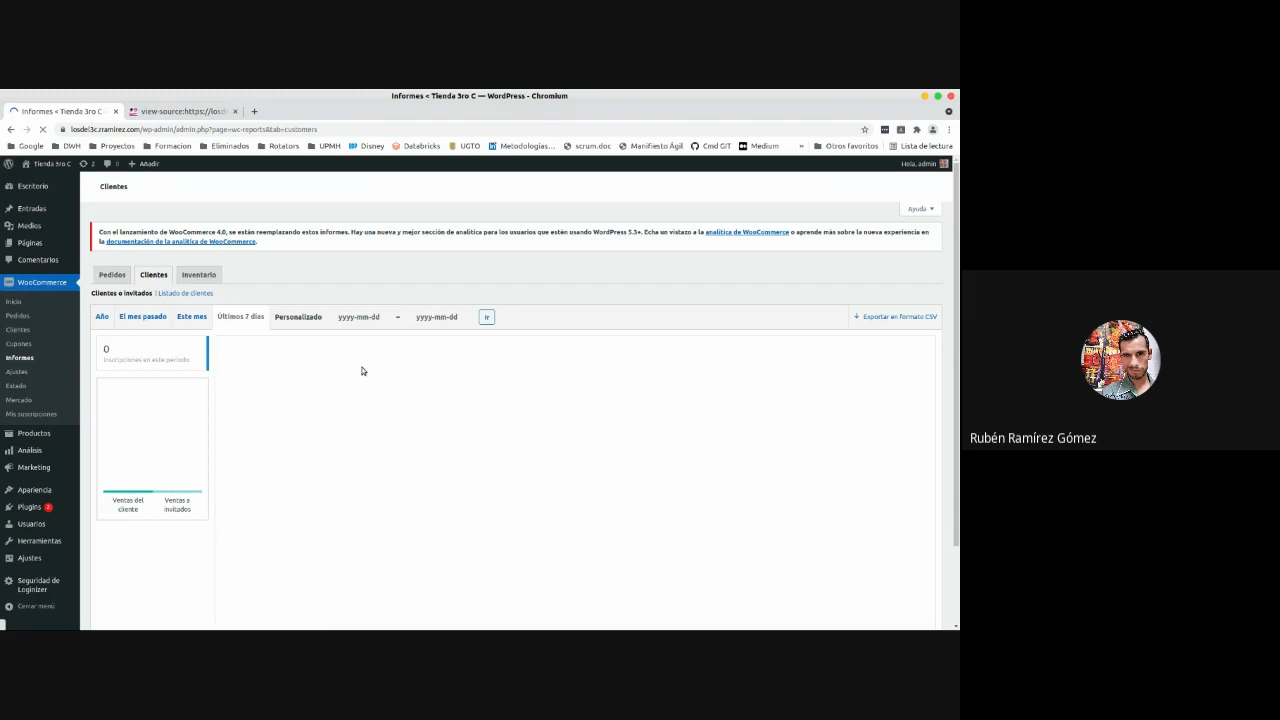 Informes < Tienda 3ro C — WordPress - Chromium
Informes < Tienda 3ro C —
view-source:https://losde
losdel3c.rramirez.com/wp-admin/admin.php?page=wc-reports&tab=customers
Google DWH Proyectos Formacion Eliminados Rotators UPMH Disney Databricks UGTO Metodologías... scrum.doc Manifiesto Ágil Cmd GIT Medium » Otros favoritos Lista de lectura
Tienda 3ro C 2 Añadir Hola, admin
Escritorio
Entradas
Medios
Páginas
Comentarios
WooCommerce
Inicio
Pedidos
Clientes
Cupones
Informes
Ajustes
Estado
Mercado
Mis suscripciones
Productos
Análisis
Marketing
Apariencia
Plugins 2
Usuarios
Herramientas
Ajustes
Seguridad de
Loginizer
Cerrar menú
Clientes
Ayuda
Con el lanzamiento de WooCommerce 4.0, se están reemplazando estos informes. Hay una nueva y mejor sección de analítica para los usuarios que estén usando WordPress 5.3+. Echa un vistazo a la analítica de WooCommerce o aprende más sobre la nueva experiencia en
la documentación de la analítica de WooCommerce.
Pedidos Clientes Inventario
Clientes o invitados | Listado de clientes
Año El mes pasado Este mes Últimos 7 días Personalizado yyyy-mm-dd – yyyy-mm-dd Ir Exportar en formato CSV
0
inscripciones en este periodo
Ventas del
cliente
Ventas a
invitados
Rubén Ramírez Gómez